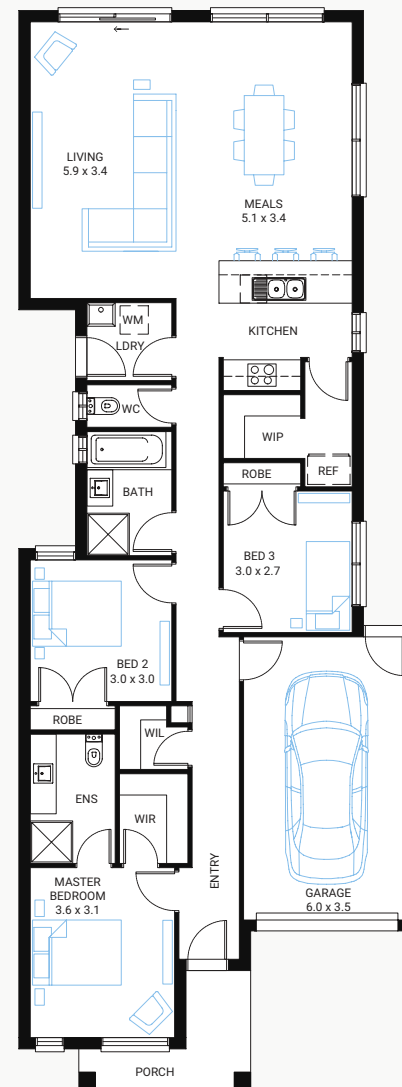 LIVING
5.9 x 3.4
MEALS
5.1 x 3.4
WM
LDRY
KITCHEN
WC
WIP
REF
ROBE
BATH
BED 3
3.0 x 2.7
BED 2
3.0 x 3.0
ROBE
WIL
ENS
WIR
ENTRY
MASTER
BEDROOM
3.6 x 3.1
GARAGE
6.0 x 3.5
PORCH